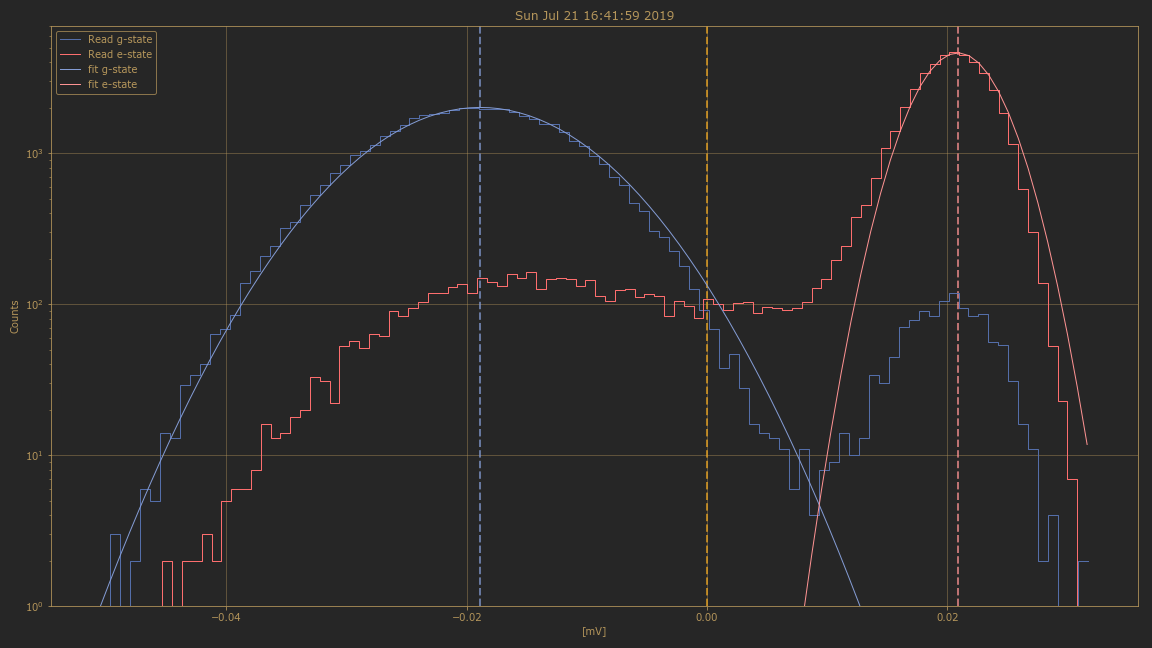 Sun Jul 21 16:41:59 2019
Read g-state
Read e-state
fit g-state
fit e-state
Counts
10³
10²
10¹
10⁰
−0.04
−0.02
0.00
0.02
[mV]